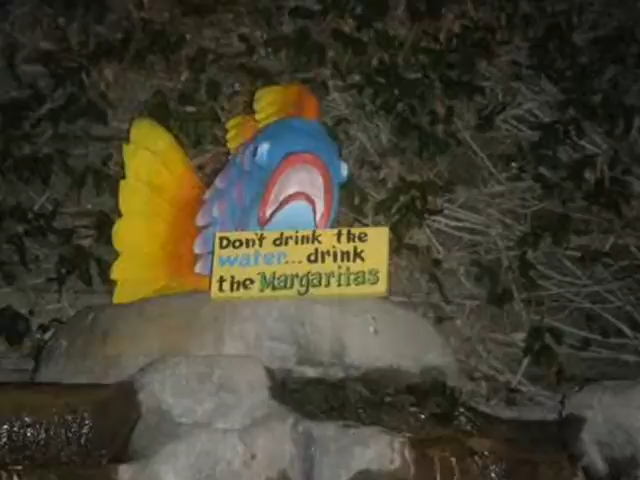 Don't drink the
water... drink
the Margaritas